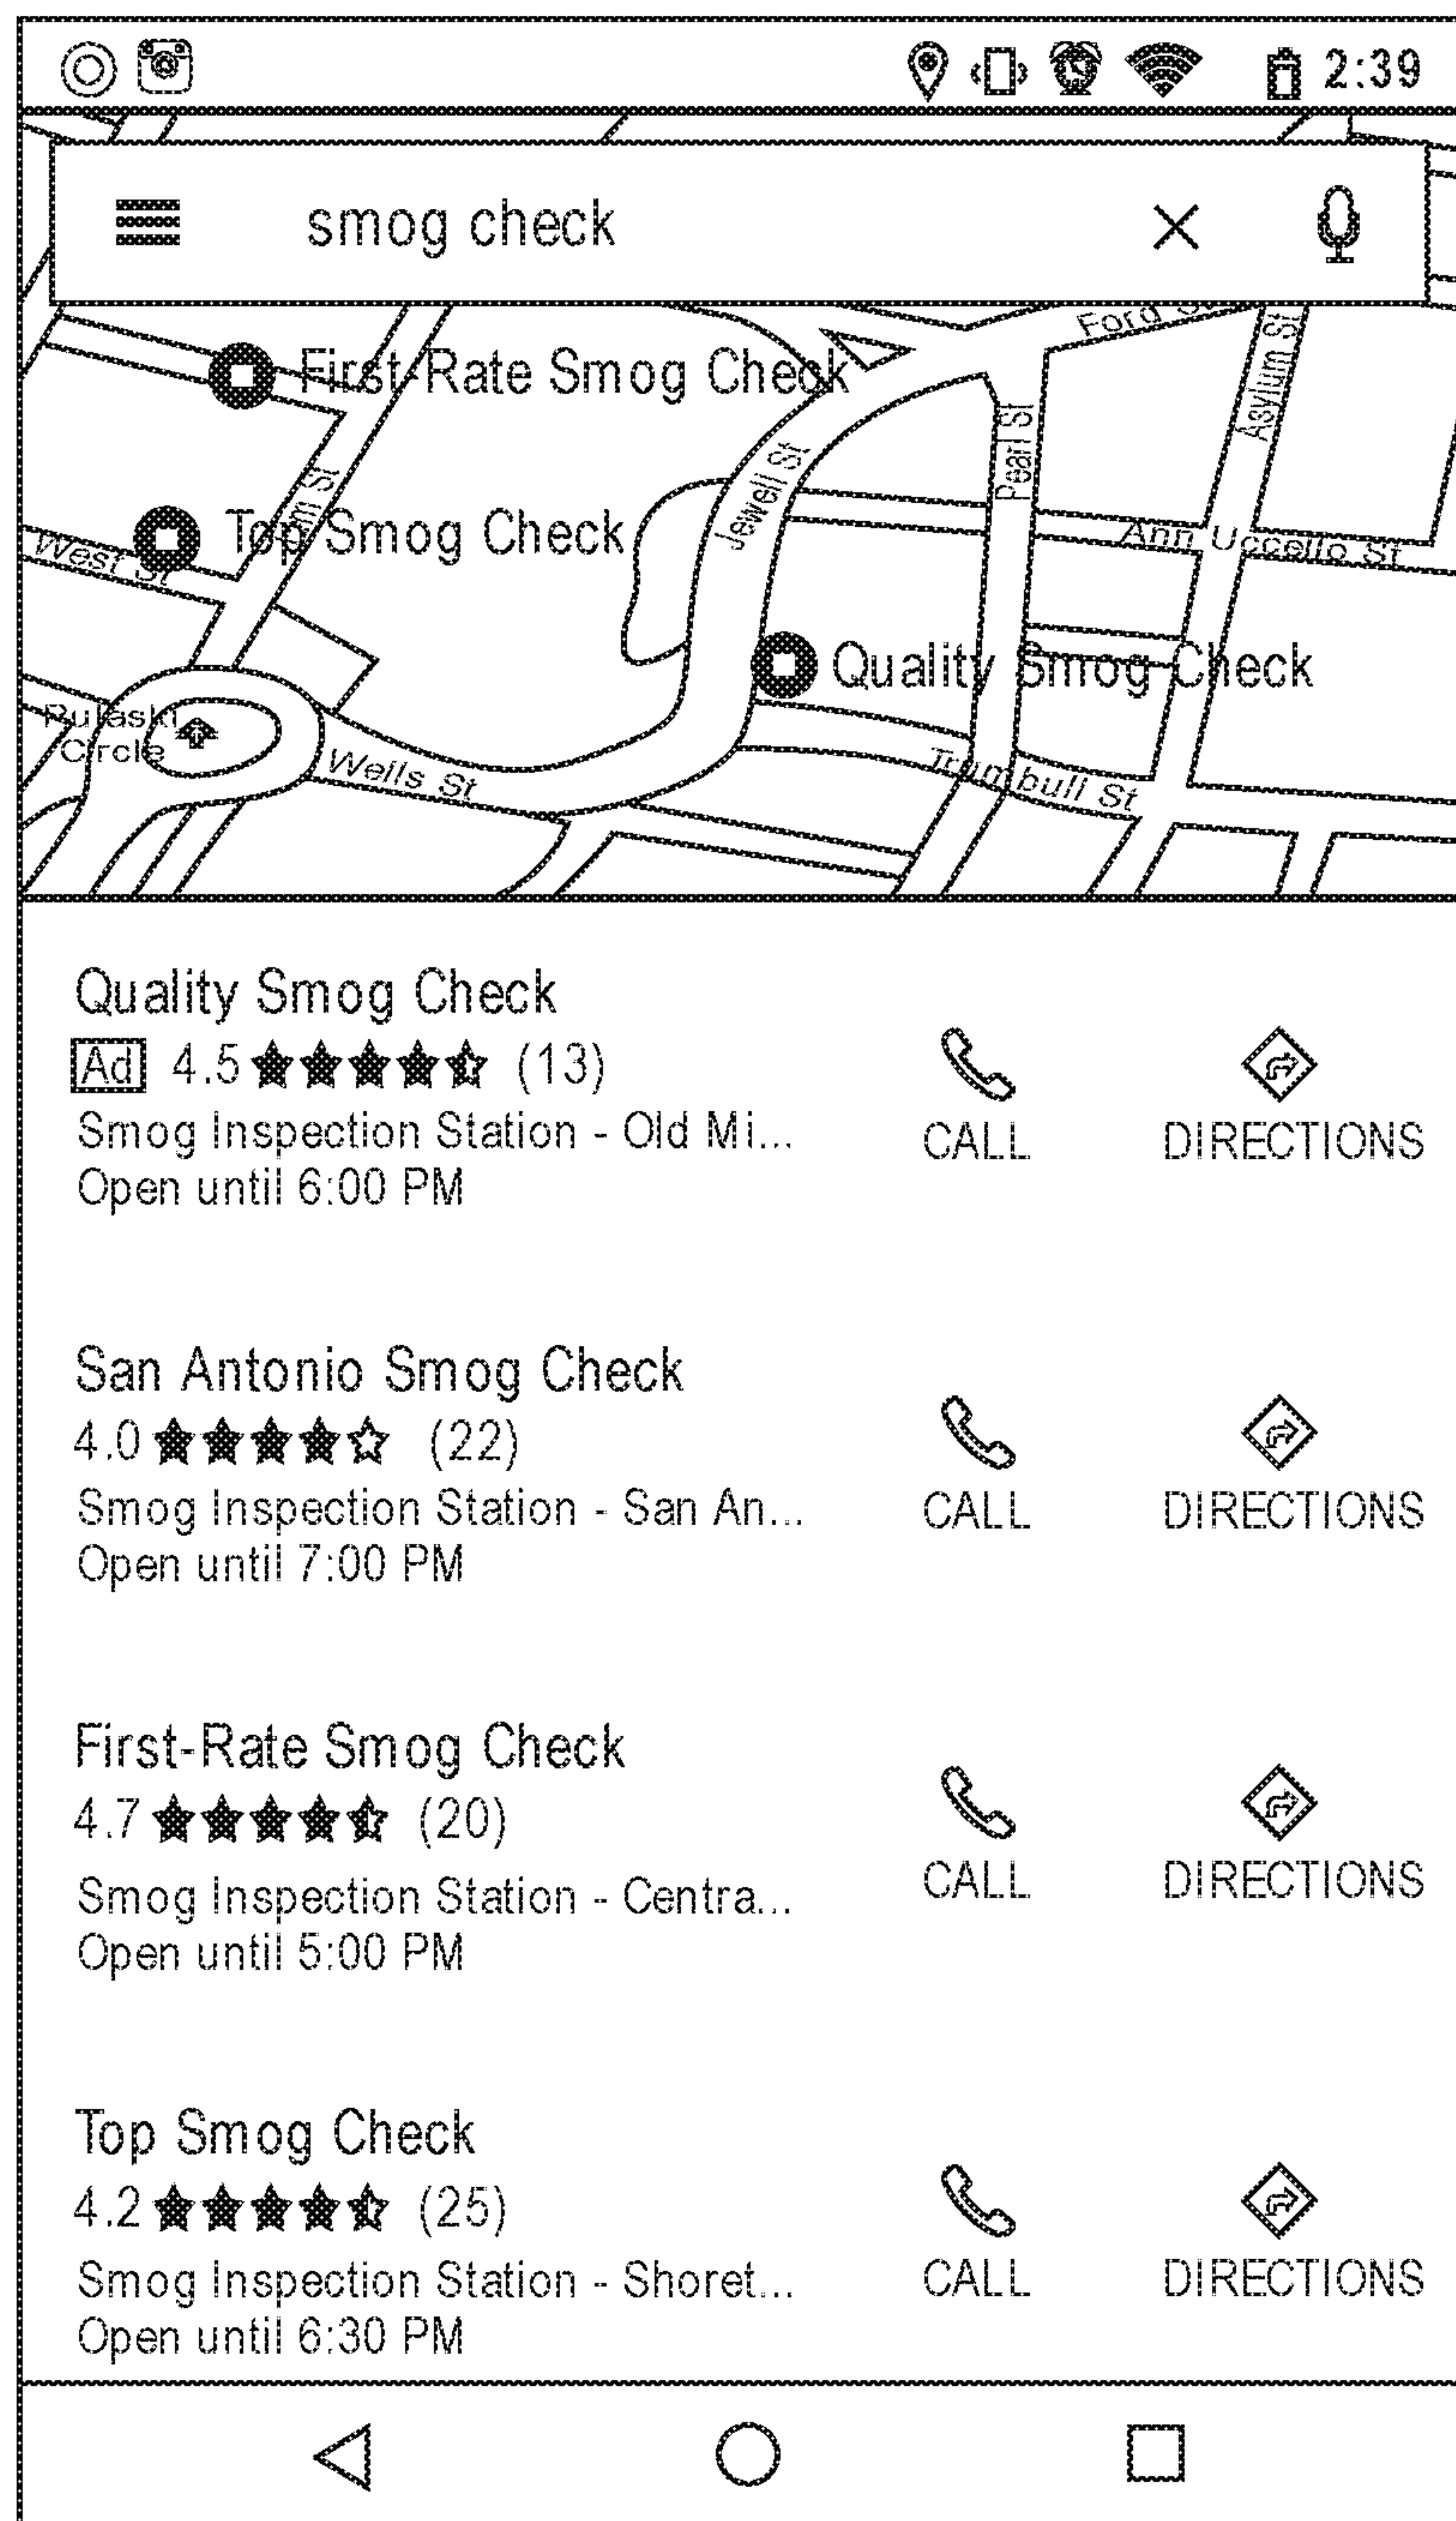 2:39
smog check
Ford
First-Rate Smog Check
Asylum St
Pearl St
Jewell St
Top Smog Check
West St
Ann Uccello St
Quality Smog Check
Pulaski
Circle
Wells St
Trumbull St
Quality Smog Check
Ad 4.5 (13)
Smog Inspection Station - Old Mi...
Open until 6:00 PM
CALL
DIRECTIONS
San Antonio Smog Check
4.0 (22)
Smog Inspection Station - San An...
Open until 7:00 PM
CALL
DIRECTIONS
First-Rate Smog Check
4.7 (20)
Smog Inspection Station - Centra...
Open until 5:00 PM
CALL
DIRECTIONS
Top Smog Check
4.2 (25)
Smog Inspection Station - Shoret...
Open until 6:30 PM
CALL
DIRECTIONS